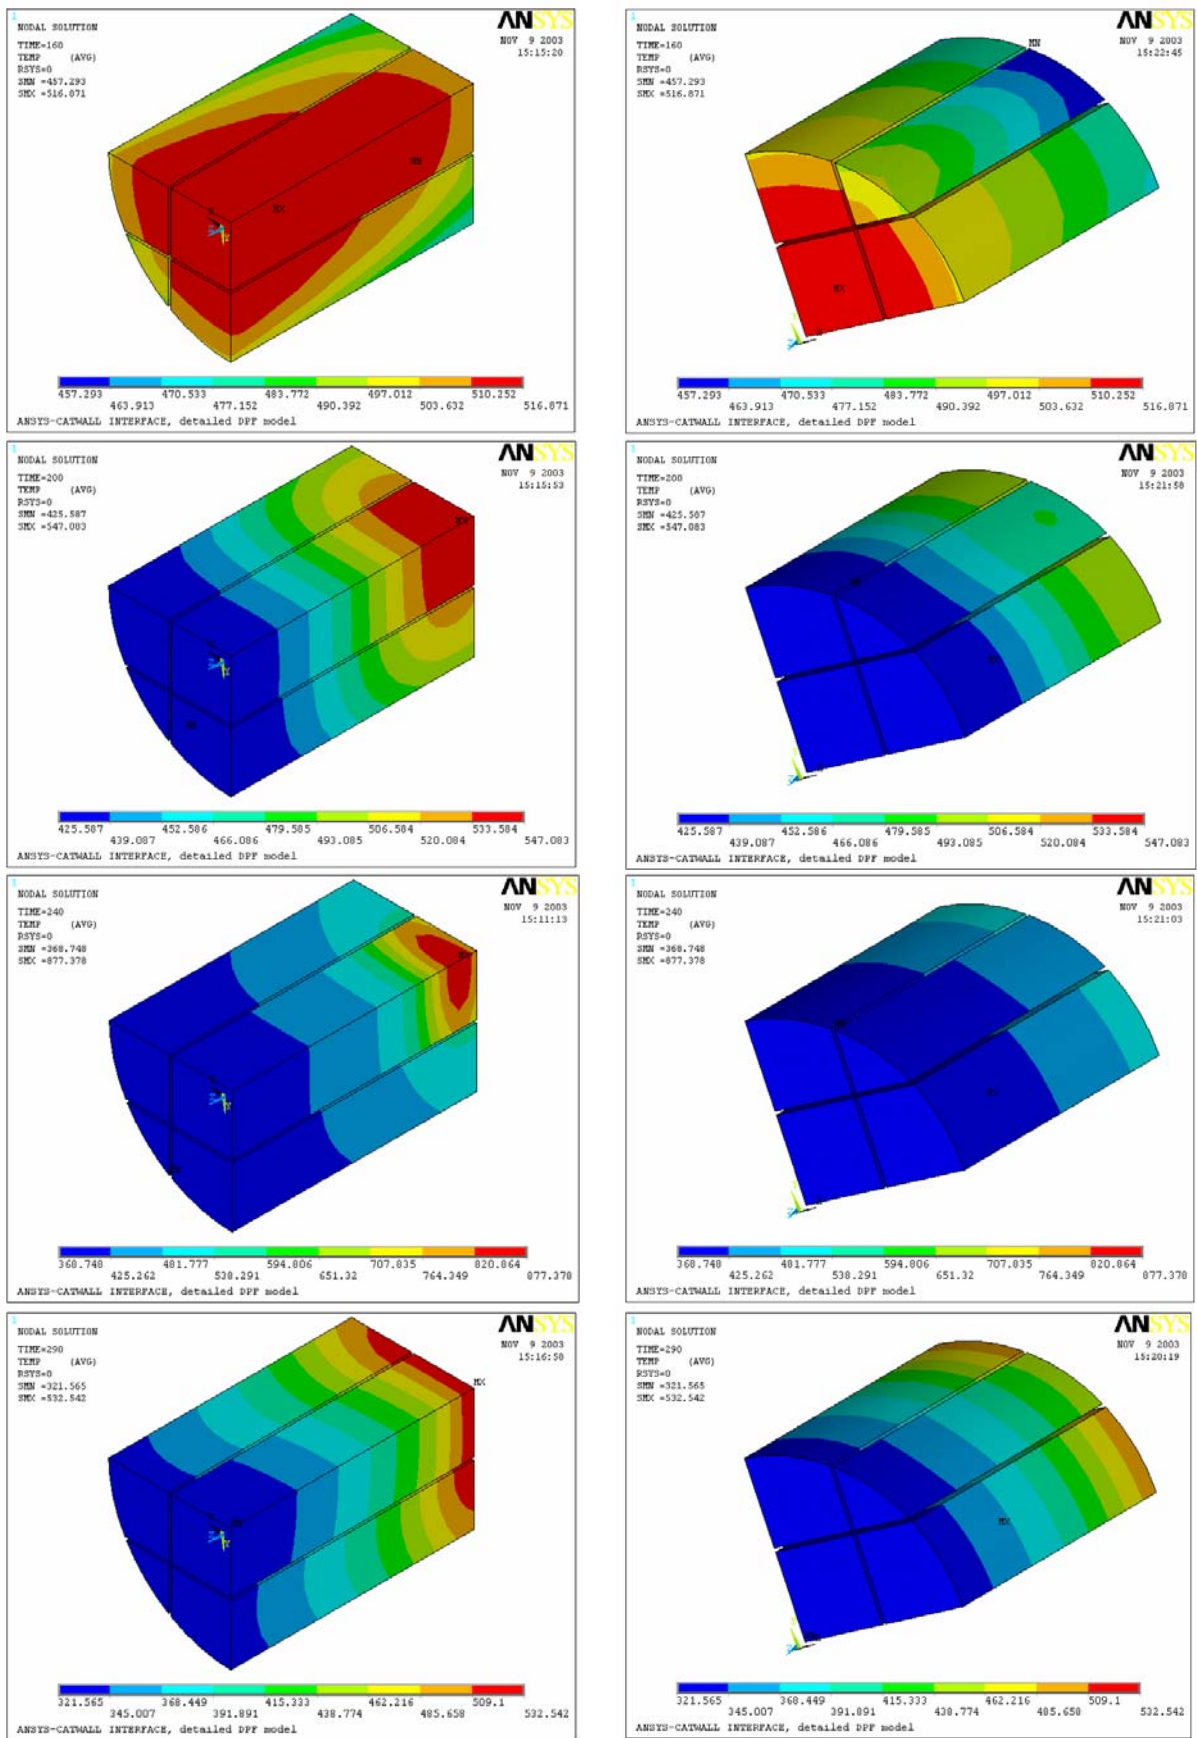 1
NODAL SOLUTION
TIME=160
TEMP (AVG)
RSYS=0
SMN =457.293
SMX =516.871
ANSYS
NOV 9 2003
15:15:20
MX
457.293 470.533 483.772 497.012 510.252
463.913 477.152 490.392 503.632 516.871
ANSYS-CATWALL INTERFACE, detailed DPF model
1
NODAL SOLUTION
TIME=160
TEMP (AVG)
RSYS=0
SMN =457.293
SMX =516.871
ANSYS
NOV 9 2003
15:22:45
MN
MX
457.293 470.533 483.772 497.012 510.252
463.913 477.152 490.392 503.632 516.871
ANSYS-CATWALL INTERFACE, detailed DPF model
1
NODAL SOLUTION
TIME=200
TEMP (AVG)
RSYS=0
SMN =425.587
SMX =547.083
ANSYS
NOV 9 2003
15:15:53
425.587 452.586 479.585 506.584 533.584
439.087 466.086 493.085 520.084 547.083
ANSYS-CATWALL INTERFACE, detailed DPF model
1
NODAL SOLUTION
TIME=200
TEMP (AVG)
RSYS=0
SMN =425.587
SMX =547.083
ANSYS
NOV 9 2003
15:21:58
425.587 452.586 479.585 506.584 533.584
439.087 466.086 493.085 520.084 547.083
ANSYS-CATWALL INTERFACE, detailed DPF model
1
NODAL SOLUTION
TIME=240
TEMP (AVG)
RSYS=0
SMN =368.748
SMX =877.378
ANSYS
NOV 9 2003
15:11:13
368.748 481.777 594.806 707.835 820.864
425.262 538.291 651.32 764.349 877.378
ANSYS-CATWALL INTERFACE, detailed DPF model
1
NODAL SOLUTION
TIME=240
TEMP (AVG)
RSYS=0
SMN =368.748
SMX =877.378
ANSYS
NOV 9 2003
15:21:03
368.748 481.777 594.806 707.835 820.864
425.262 538.291 651.32 764.349 877.378
ANSYS-CATWALL INTERFACE, detailed DPF model
1
NODAL SOLUTION
TIME=290
TEMP (AVG)
RSYS=0
SMN =321.565
SMX =532.542
ANSYS
NOV 9 2003
15:16:50
MX
321.565 368.449 415.333 462.216 509.1
345.007 391.891 438.774 485.658 532.542
ANSYS-CATWALL INTERFACE, detailed DPF model
1
NODAL SOLUTION
TIME=290
TEMP (AVG)
RSYS=0
SMN =321.565
SMX =532.542
ANSYS
NOV 9 2003
15:20:19
MX
321.565 368.449 415.333 462.216 509.1
345.007 391.891 438.774 485.658 532.542
ANSYS-CATWALL INTERFACE, detailed DPF model